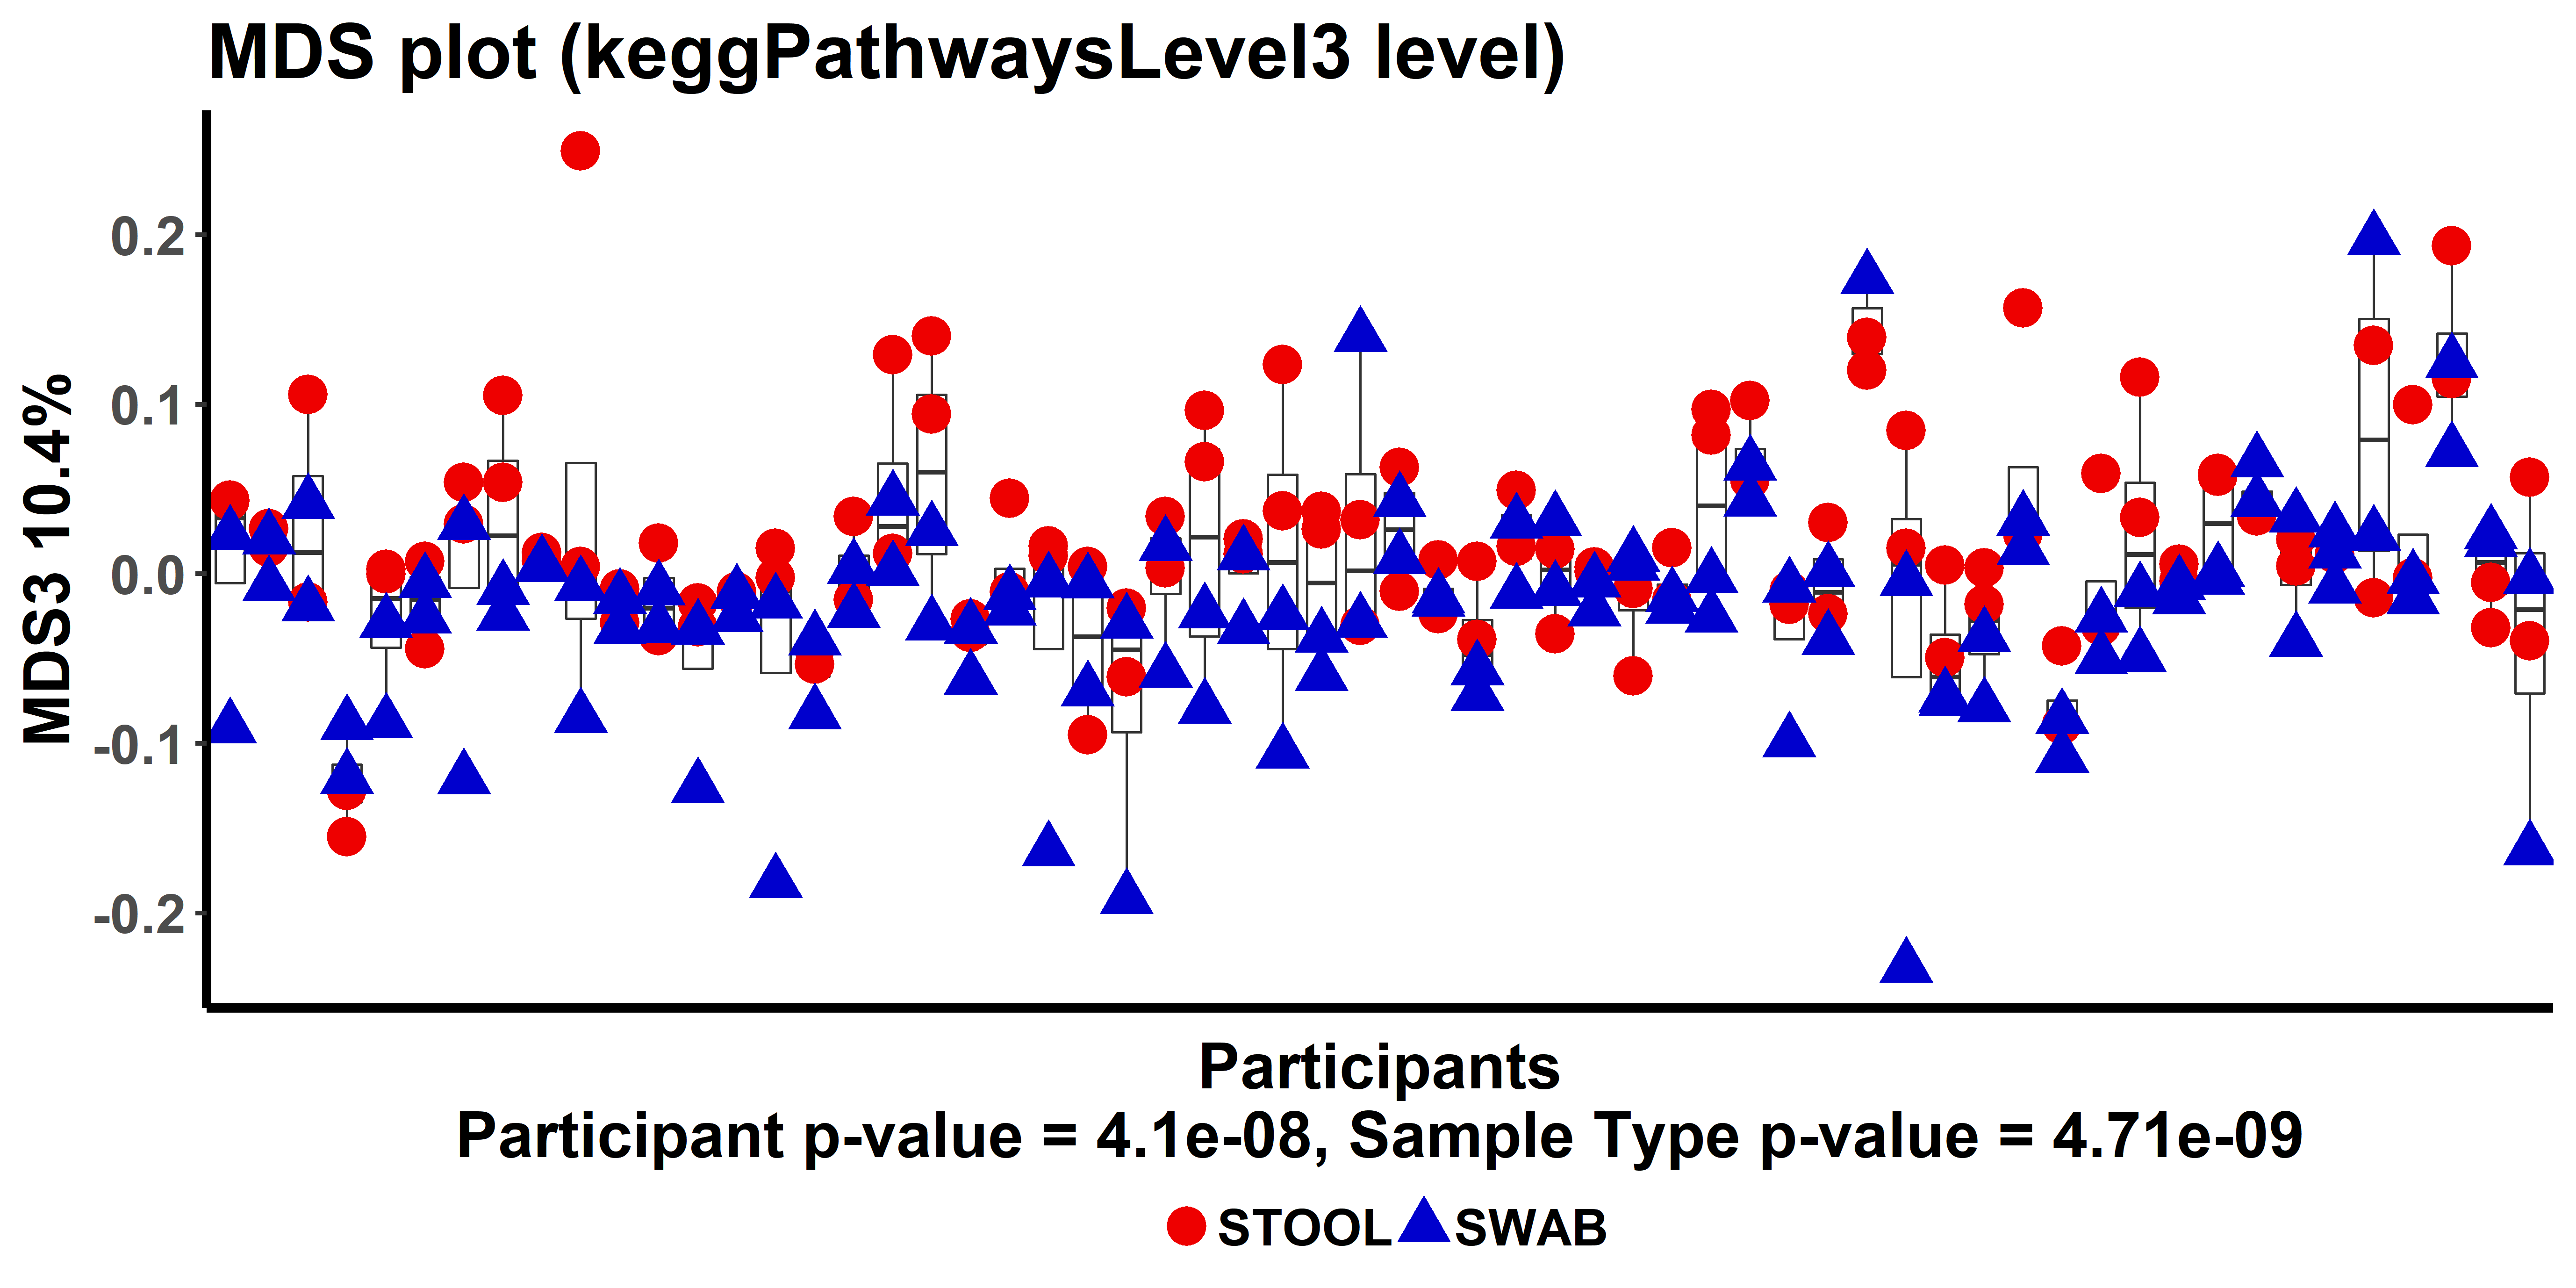 MDS plot (keggPathwaysLevel3 level)
MDS3 10.4%
0.2
0.1
0.0
-0.1
-0.2
Participants
Participant p-value = 4.1e-08, Sample Type p-value = 4.71e-09
STOOL SWAB